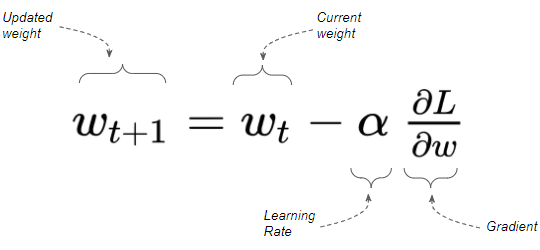 Updated
weight
Current
weight
w_{t+1} = w_t − α ∂L/∂w
Learning
Rate
Gradient